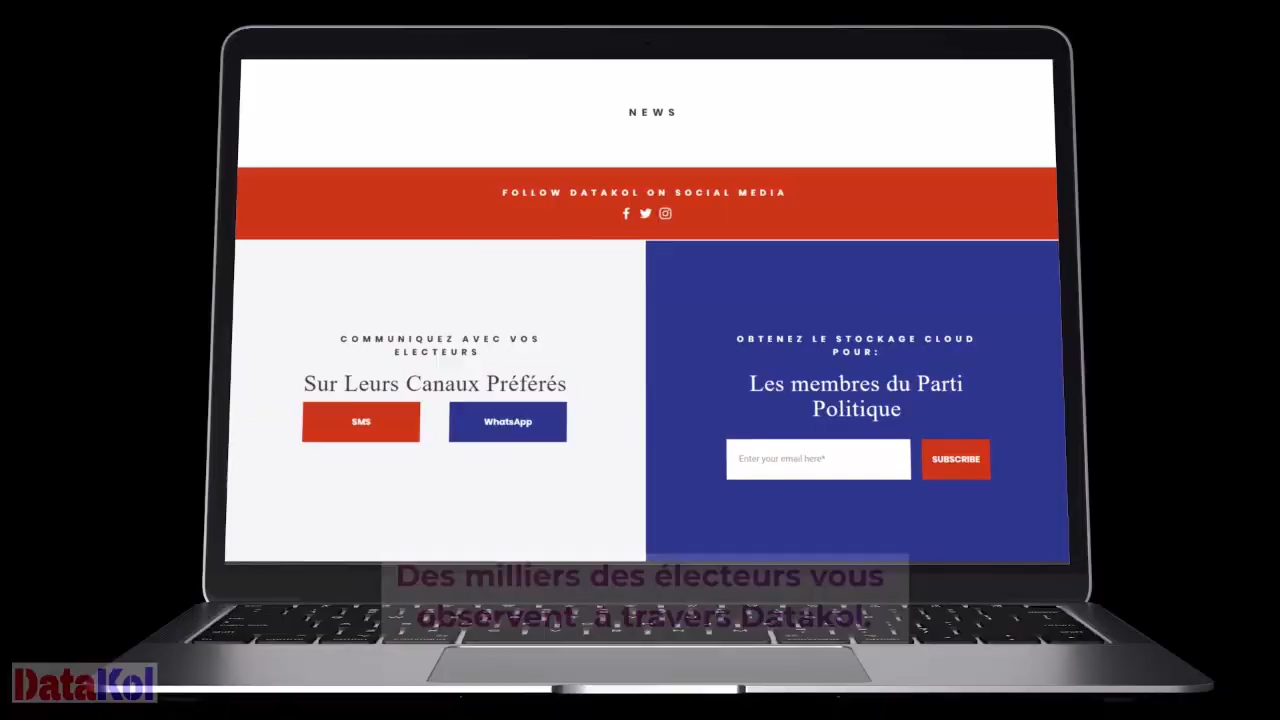 NEWS
FOLLOW DATAKOL ON SOCIAL MEDIA
COMMUNIQUEZ AVEC VOS
ELECTEURS
Sur Leurs Canaux Préférés
SMS
WhatsApp
OBTENEZ LE STOCKAGE CLOUD
POUR:
Les membres du Parti
Politique
Enter your email here*
SUBSCRIBE
Des milliers des électeurs vous
observent à travers Datakol
DataKol